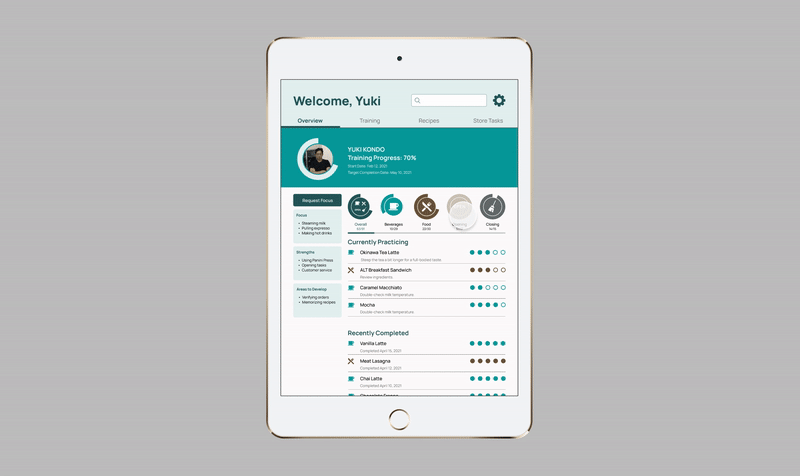 Welcome, Yuki
Overview
Training
Recipes
Store Tasks
YUKI KONDO
Training Progress: 70%
Start Date: Feb 12, 2021
Target Completion Date: May 10, 2021
Request Focus
Overall
Beverages
Food
Closing
Focus
• Steaming milk
• Pulling espresso
• Making hot drinks
Strengths
• Using Panini Press
• Opening tasks
• Customer service
Areas to Develop
• Verifying orders
• Memorizing recipes
Currently Practicing
Okinawa Tea Latte
Steep the tea a bit longer for a full-bodied taste
ALT Breakfast Sandwich
Review ingredients
Caramel Macchiato
Double-check milk temperature
Mocha
Double-check milk temperature
Recently Completed
Vanilla Latte
Completed April 15, 2021
Meat Lasagna
Completed April 12, 2021
Chai Latte
Completed April 10, 2021